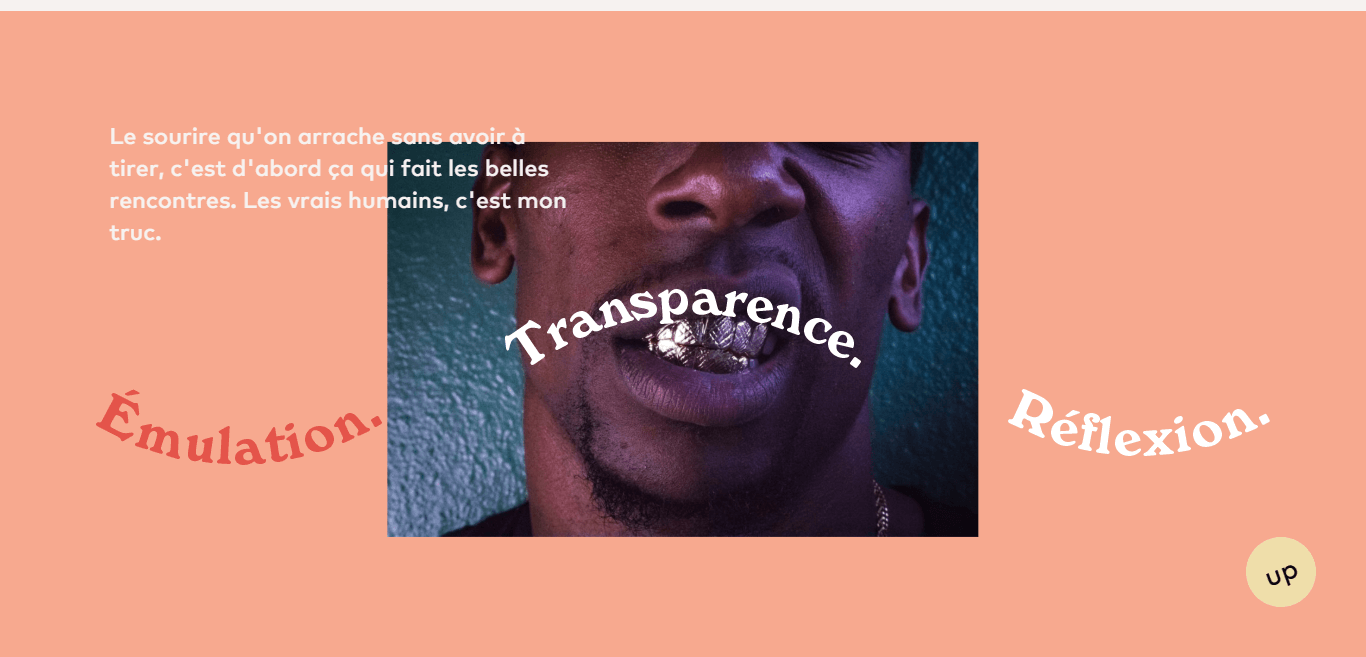 Le sourire qu'on arrache sans avoir à
tirer, c'est d'abord ça qui fait les belles
rencontres. Les vrais humains, c'est mon
truc.
Transparence.
Émulation.
Réflexion.
up